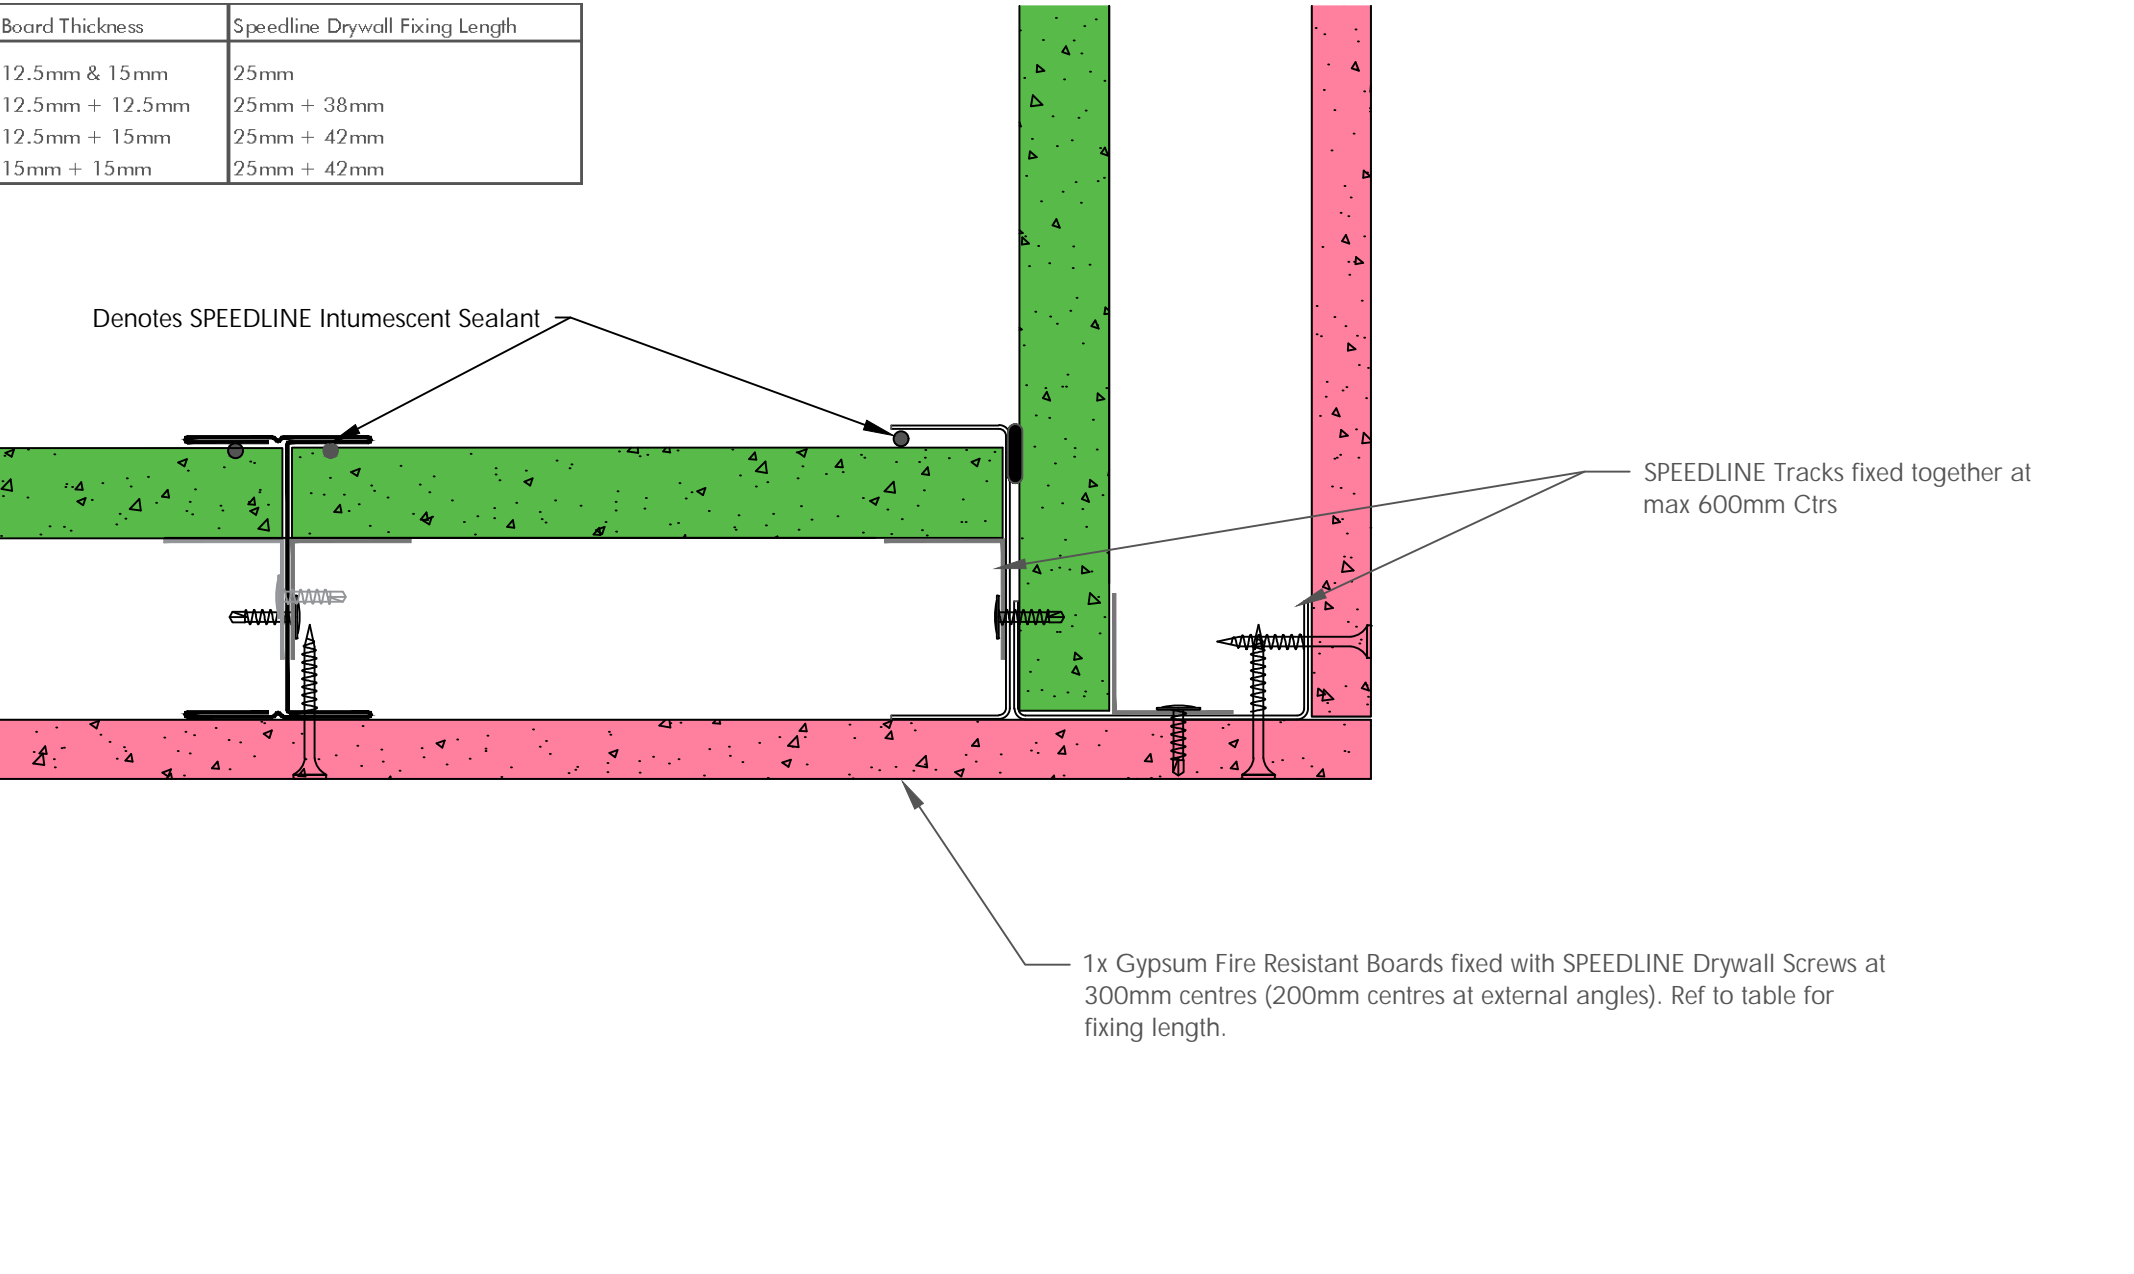 Board Thickness Speedline Drywall Fixing Length
12.5mm & 15mm 25mm
12.5mm + 12.5mm 25mm + 38mm
12.5mm + 15mm 25mm + 42mm
15mm + 15mm 25mm + 42mm
Denotes SPEEDLINE Intumescent Sealant
SPEEDLINE Tracks fixed together at
max 600mm Ctrs
1x Gypsum Fire Resistant Boards fixed with SPEEDLINE Drywall Screws at
300mm centres (200mm centres at external angles). Ref to table for
fixing length.